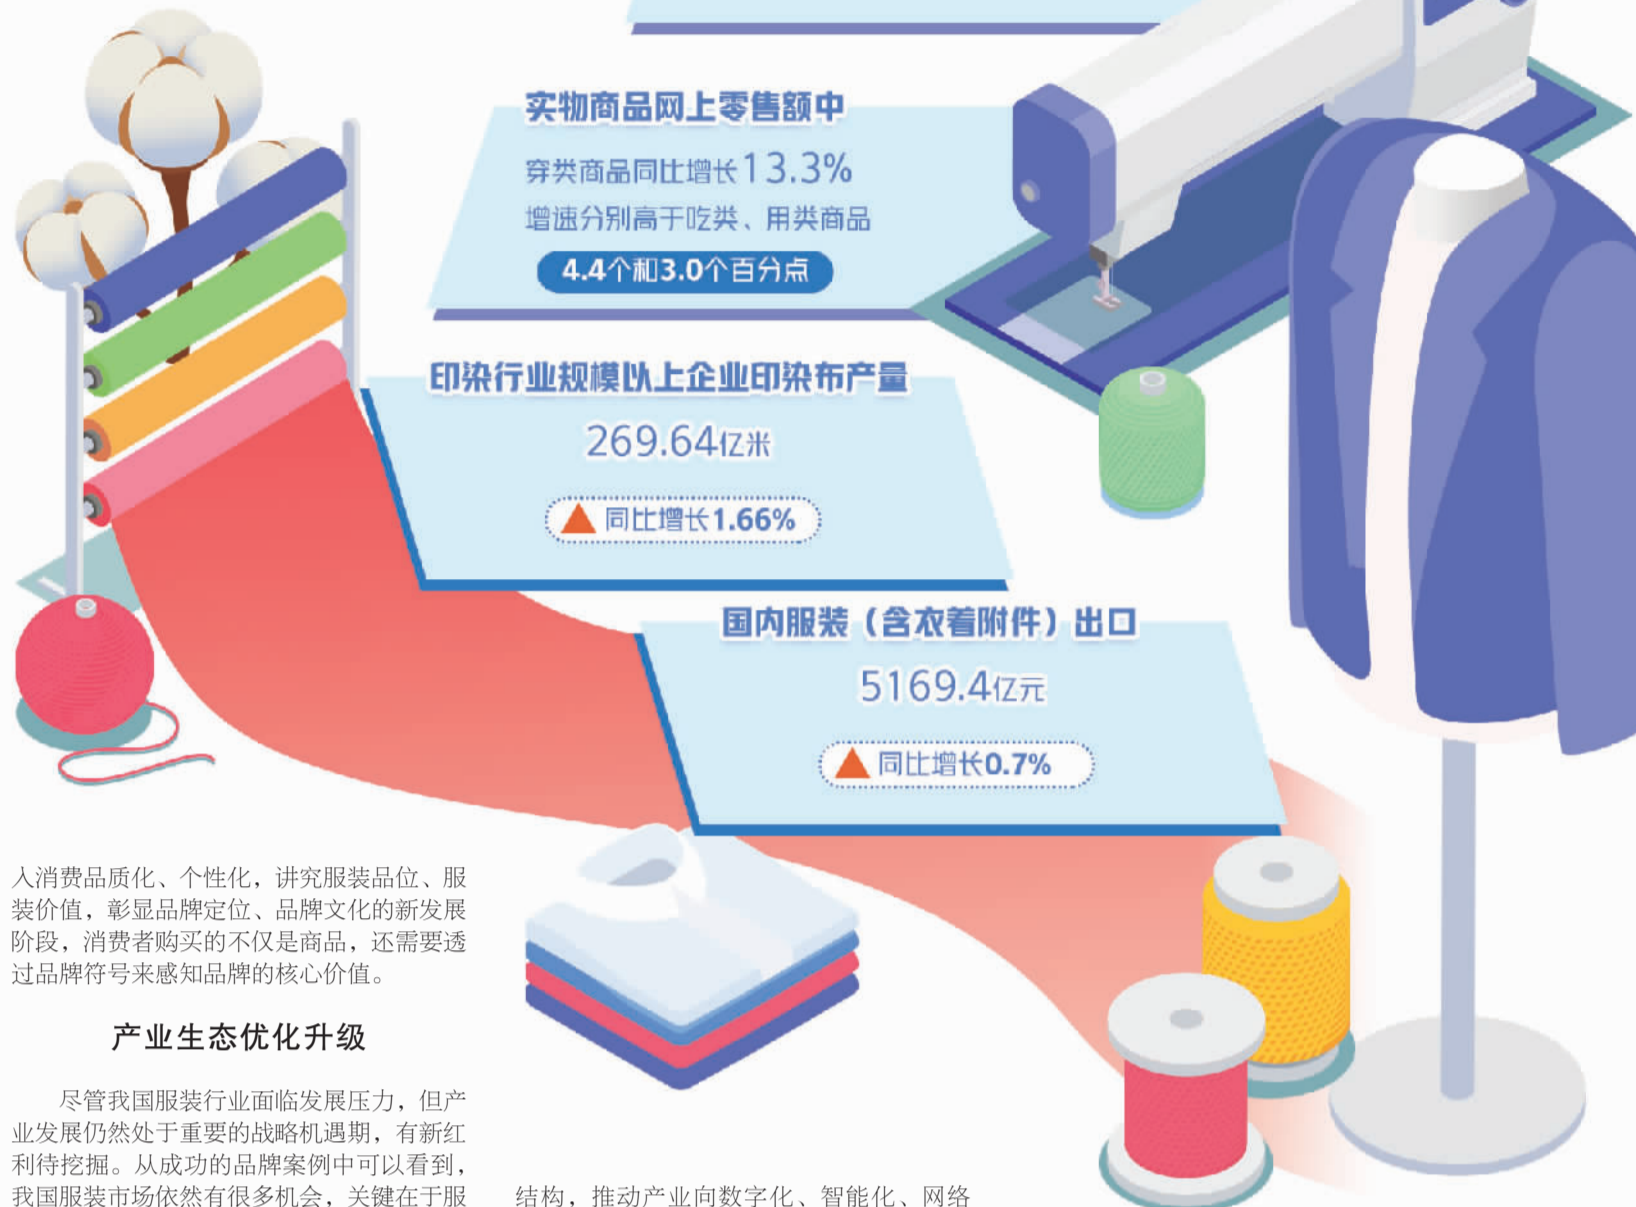 实物商品网上零售额中
穿类商品同比增长13.3%
增速分别高于吃类、用类商品
4.4个和3.0个百分点
印染行业规模以上企业印染布产量
269.64亿米
同比增长1.66%
国内服装（含衣着附件）出口
5169.4亿元
同比增长0.7%
入消费品质化、个性化，讲究服装品位、服
装价值，彰显品牌定位、品牌文化的新发展
阶段，消费者购买的不仅是商品，还需要透
过品牌符号来感知品牌的核心价值。
产业生态优化升级
尽管我国服装行业面临发展压力，但产
业发展仍然处于重要的战略机遇期，有新红
利待挖掘。从成功的品牌案例中可以看到，
我国服装市场依然有很多机会，关键在于服
结构，推动产业向数字化、智能化、网络